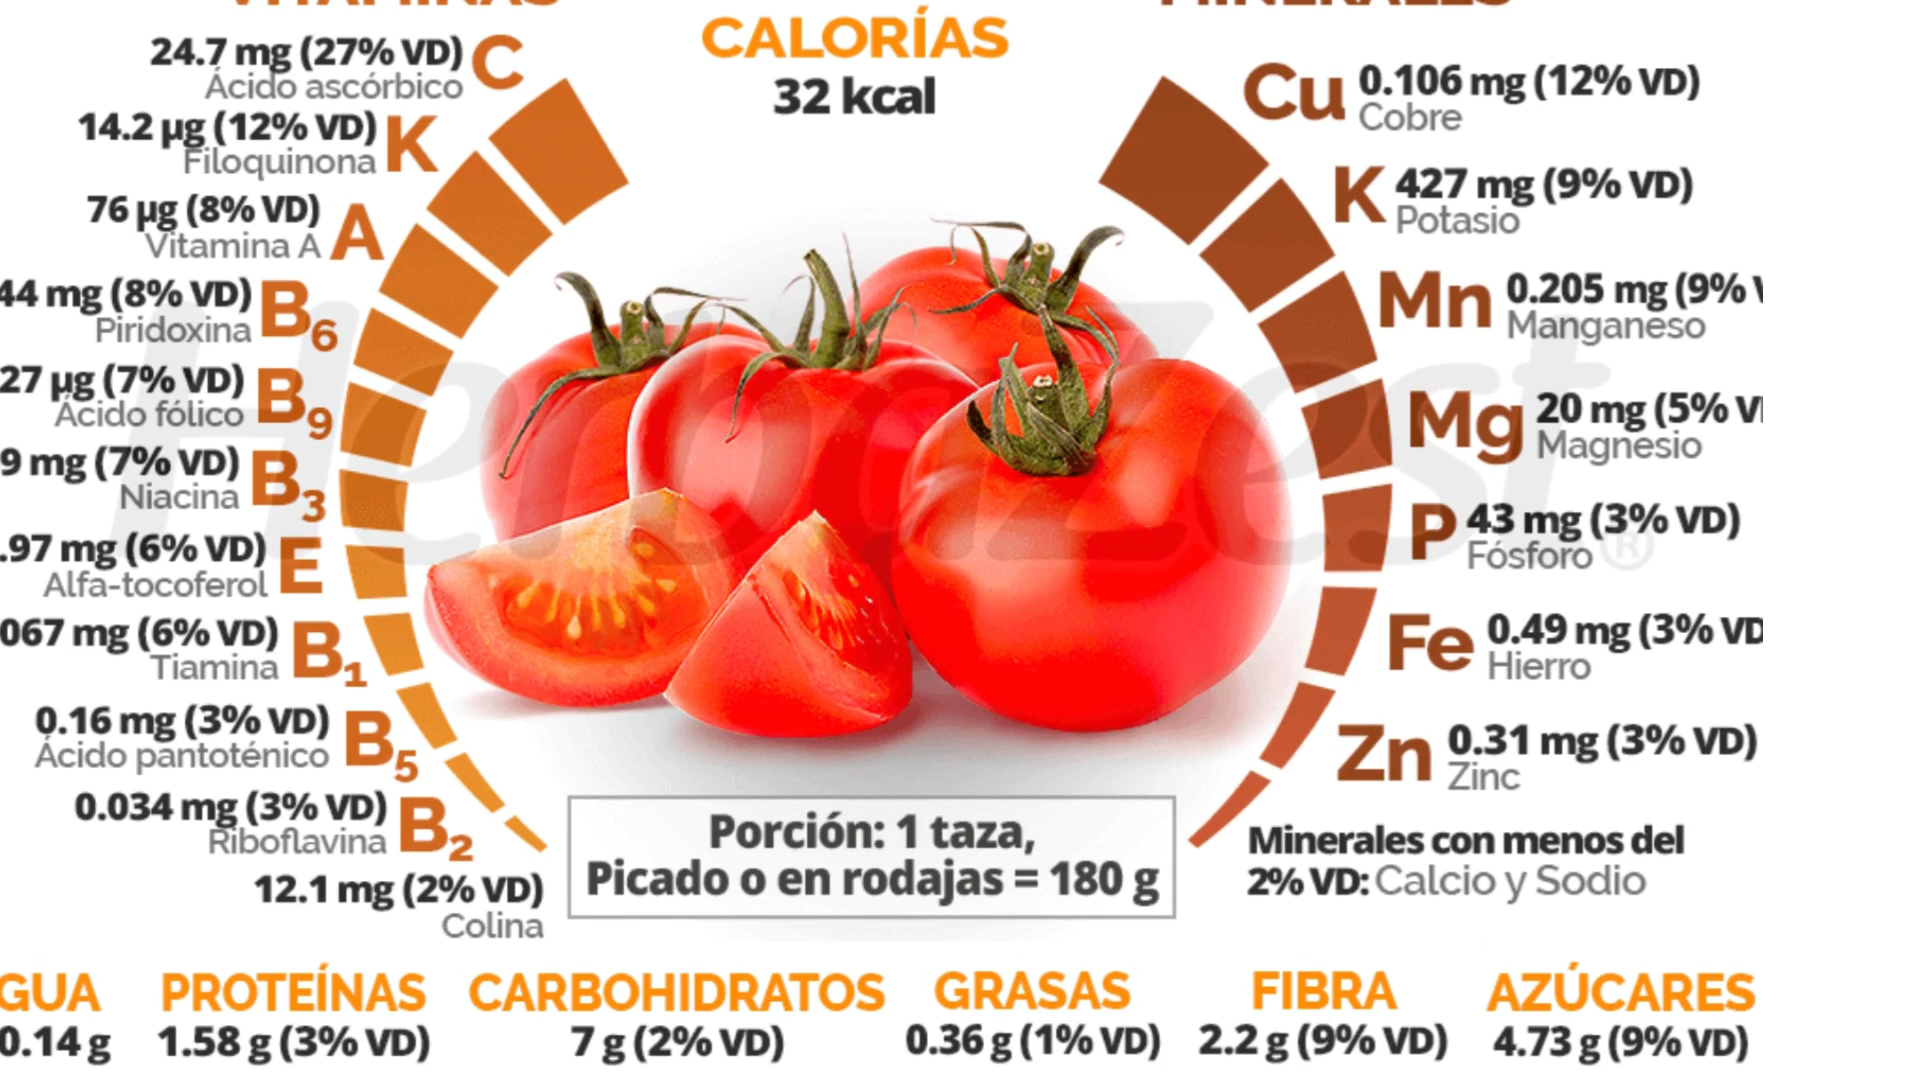 VITAMINAS
24.7 mg (27% VD) C
Ácido ascórbico
14.2 µg (12% VD) K
Filoquinona
76 µg (8% VD) A
Vitamina A
44 mg (8% VD) B6
Piridoxina
27 µg (7% VD) B9
Ácido fólico
9 mg (7% VD) B3
Niacina
.97 mg (6% VD) E
Alfa-tocoferol
067 mg (6% VD) B1
Tiamina
0.16 mg (3% VD) B5
Ácido pantoténico
0.034 mg (3% VD) B2
Riboflavina
12.1 mg (2% VD)
Colina
CALORÍAS
32 kcal
MINERALES
Cu 0.106 mg (12% VD)
Cobre
K 427 mg (9% VD)
Potasio
Mn 0.205 mg (9% V
Manganeso
Mg 20 mg (5% V
Magnesio
P 43 mg (3% VD)
Fósforo
Fe 0.49 mg (3% VD
Hierro
Zn 0.31 mg (3% VD)
Zinc
Minerales con menos del
2% VD: Calcio y Sodio
HerbaZest®
Porción: 1 taza,
Picado o en rodajas = 180 g
GUA
0.14 g
PROTEÍNAS
1.58 g (3% VD)
CARBOHIDRATOS
7 g (2% VD)
GRASAS
0.36 g (1% VD)
FIBRA
2.2 g (9% VD)
AZÚCARES
4.73 g (9% VD)